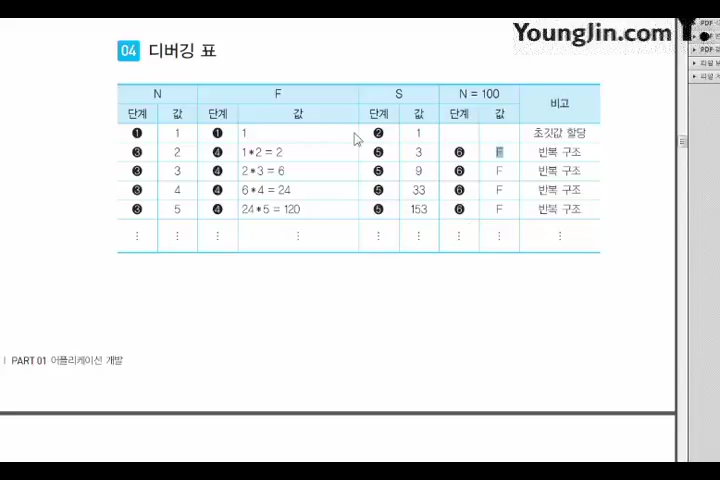 YoungJin.com Y.
04 디버깅 표
N F S N = 100 비고
단계 값 단계 값 단계 값 단계 값
❶ 1 ❶ 1 ❷ 1 초깃값 할당
❸ 2 ❹ 1*2 = 2 ❺ 3 ❻ F 반복 구조
❸ 3 ❹ 2*3 = 6 ❺ 9 ❻ F 반복 구조
❸ 4 ❹ 6*4 = 24 ❺ 33 ❻ F 반복 구조
❸ 5 ❹ 24*5 = 120 ❺ 153 ❻ F 반복 구조
⋮ ⋮ ⋮ ⋮ ⋮ ⋮ ⋮ ⋮ ⋮
| PART 01 어플리케이션 개발
PDF
PDF